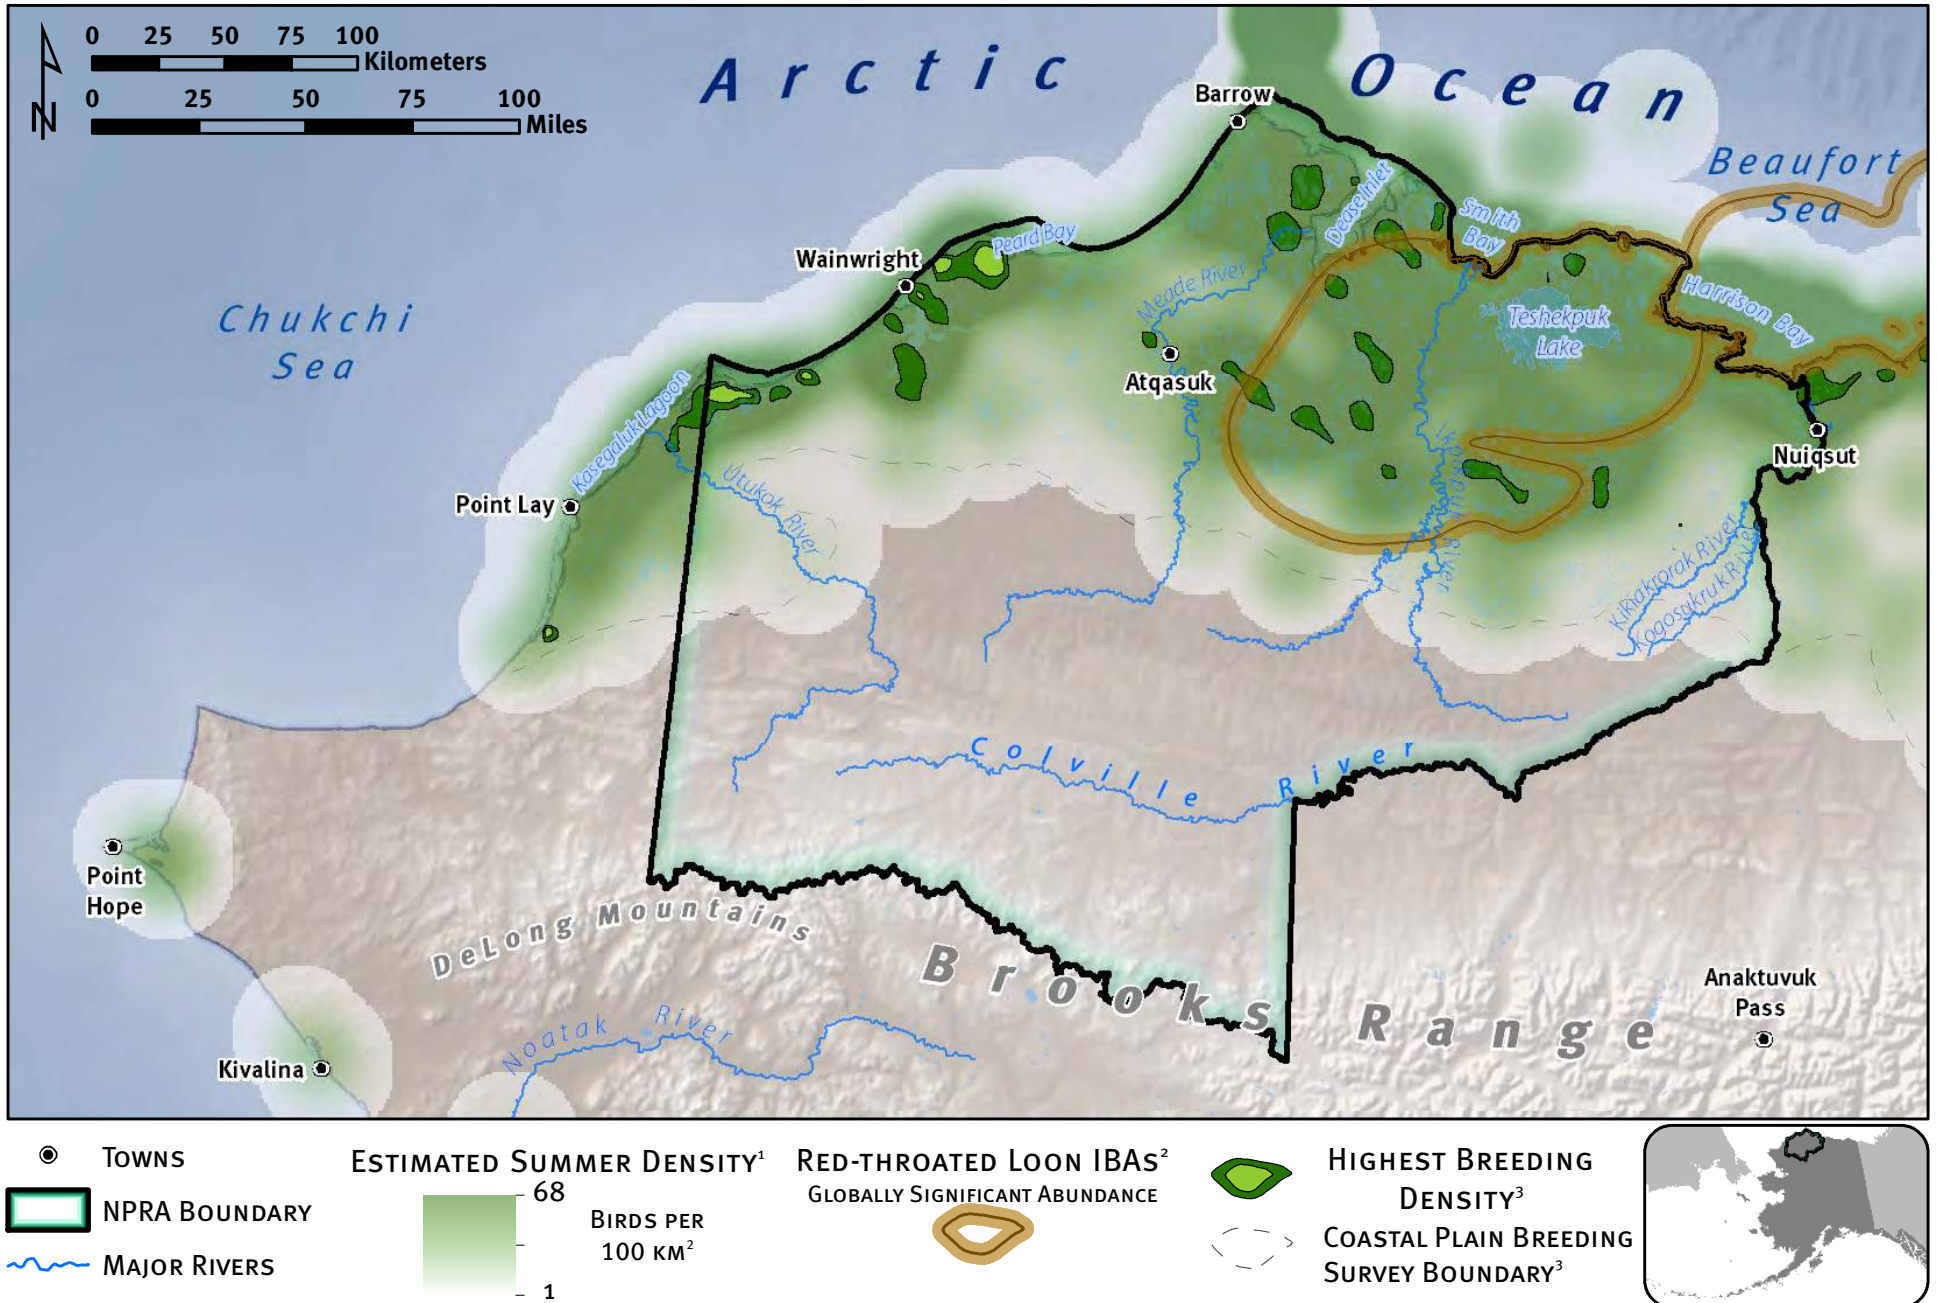 0 25 50 75 100
Kilometers
0 25 50 75 100
Miles
N
Arctic Ocean
Barrow
Beaufort
Sea
Dease Inlet
Smith
Bay
Peard Bay
Wainwright
Meade River
Harrison Bay
Chukchi
Sea
Teshekpuk
Lake
Atqasuk
Kasegaluk Lagoon
Nuiqsut
Point Lay
Utukok River
Ikpikpuk River
Kikiakrorak River
Kogosukruk River
Colville River
Point
Hope
DeLong Mountains
Brooks Range
Anaktuvuk
Pass
Noatak River
Kivalina
Towns
NPRA Boundary
Major Rivers
Estimated Summer Density¹
68
Birds per
100 km²
1
Red-throated Loon IBAs²
Globally Significant Abundance
Highest Breeding
Density³
Coastal Plain Breeding
Survey Boundary³